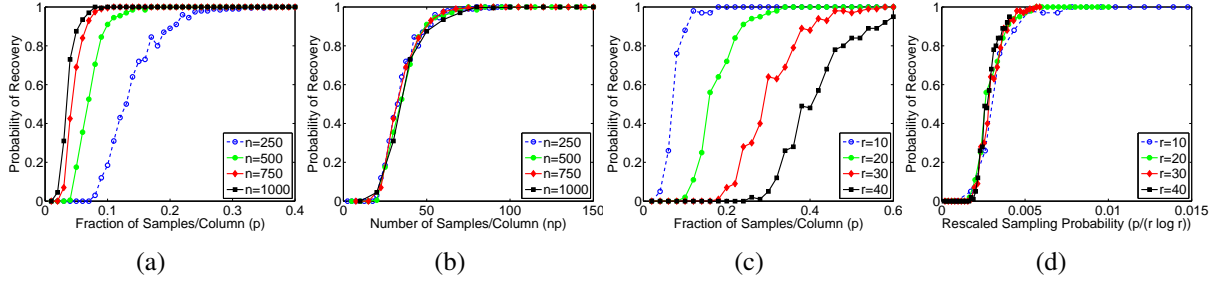 Probability of Recovery
1
0.8
0.6
0.4
0.2
0
0 0.1 0.2 0.3 0.4
Fraction of Samples/Column (p)
n=250
n=500
n=750
n=1000
(a)
Probability of Recovery
1
0.8
0.6
0.4
0.2
0
0 50 100 150
Number of Samples/Column (np)
n=250
n=500
n=750
n=1000
(b)
Probability of Recovery
1
0.8
0.6
0.4
0.2
0
0 0.2 0.4 0.6
Fraction of Samples/Column (p)
r=10
r=20
r=30
r=40
(c)
Probability of Recovery
1
0.8
0.6
0.4
0.2
0
0 0.005 0.01 0.015
Rescaled Sampling Probability (p/(r log r))
r=10
r=20
r=30
r=40
(d)